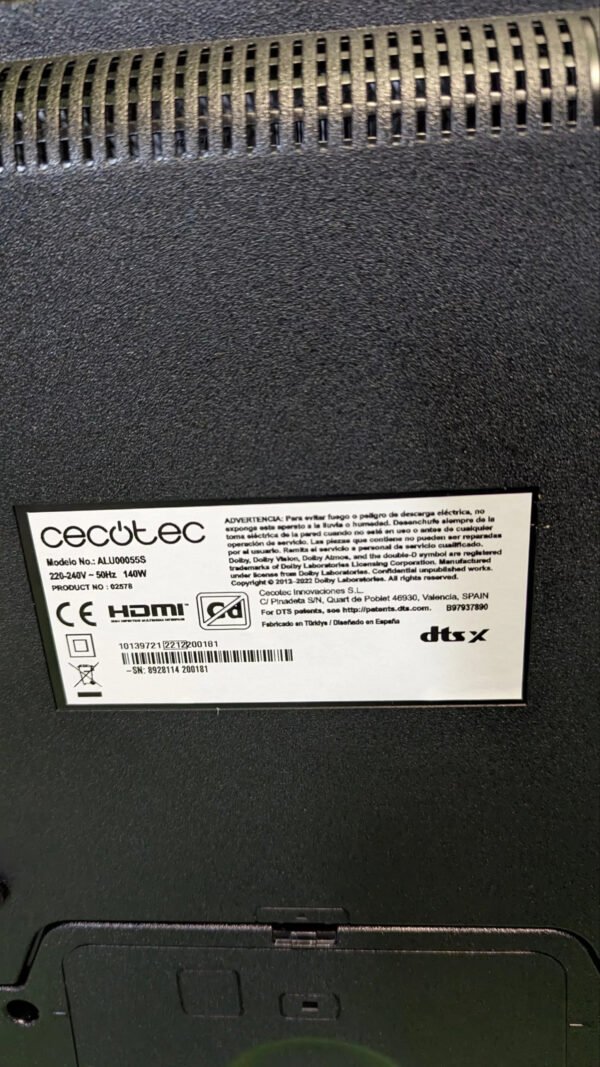 cecotec
Modelo No.: ALU00055S
220-240V ~ 50Hz 140W
PRODUCT NO : 02578
ADVERTENCIA: Para evitar fuego o peligro de descarga eléctrica, no
exponga este aparato a la lluvia o humedad. Desenchufe siempre de la
toma eléctrica de la pared cuando no esté en uso o antes de cualquier
operación de servicio. Las piezas que contiene no pueden ser reparadas
por el usuario. Remita el servicio a personal de servicio cualificado.
Dolby, Dolby Vision, Dolby Atmos, and the double-D symbol are registered
trademarks of Dolby Laboratories Licensing Corporation. Manufactured
under license from Dolby Laboratories. Confidential unpublished works.
Copyright © 2012-2022 Dolby Laboratories. All rights reserved.
CE HDMI
HIGH-DEFINITION MULTIMEDIA INTERFACE
Cd
Cecotec Innovaciones S.L.
C/ Pinadeta S/N, Quart de Poblet 46930, Valencia, SPAIN
For DTS patents, see http://patents.dts.com. B97937890
Fabricado en Türkiye / Diseñado en España
dts X
10139721 2212 200181
~SN: 8928114 200181